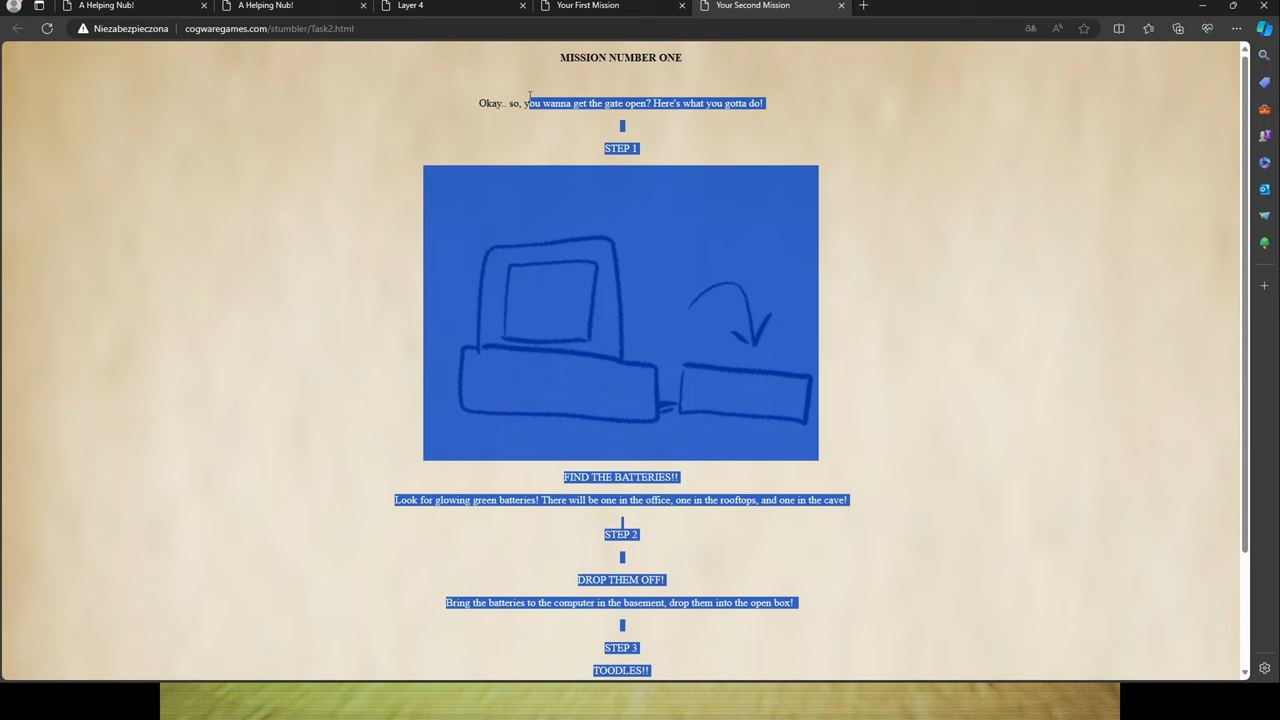 A Helping Nub!
A Helping Nub!
Layer 4
Your First Mission
Your Second Mission
Niezabezpieczona
cogwaregames.com/stumbler/Task2.html
MISSION NUMBER ONE
Okay.. so, you wanna get the gate open? Here's what you gotta do!
STEP 1
FIND THE BATTERIES!!
Look for glowing green batteries! There will be one in the office, one in the rooftops, and one in the cave!
STEP 2
DROP THEM OFF!
Bring the batteries to the computer in the basement, drop them into the open box!
STEP 3
TOODLES!!